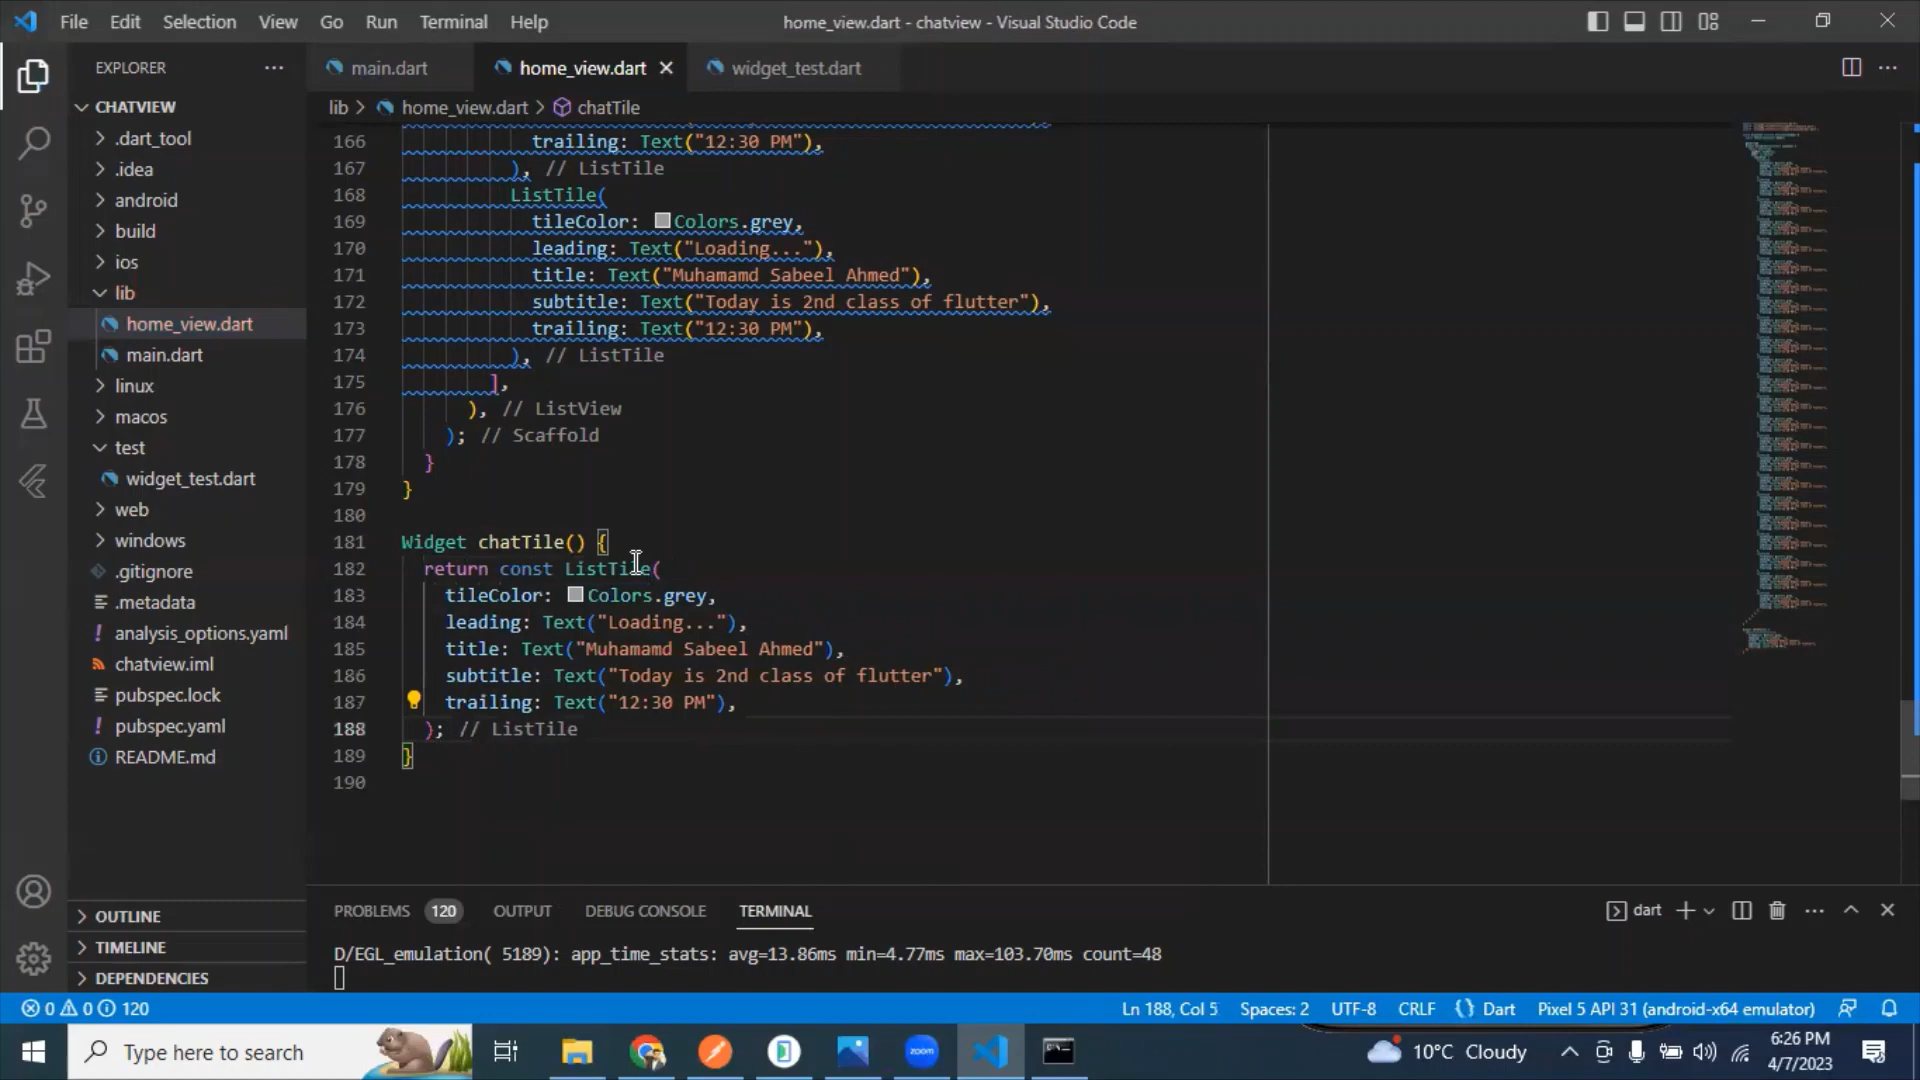 File Edit Selection View Go Run Terminal Help
home_view.dart - chatview - Visual Studio Code
EXPLORER
CHATVIEW
.dart_tool
.idea
android
build
ios
lib
home_view.dart
main.dart
linux
macos
test
widget_test.dart
web
windows
.gitignore
.metadata
analysis_options.yaml
chatview.iml
pubspec.lock
pubspec.yaml
README.md
OUTLINE
TIMELINE
DEPENDENCIES
main.dart home_view.dart widget_test.dart
lib > home_view.dart > chatTile
166 trailing: Text("12:30 PM"),
167 ), // ListTile
168 ListTile(
169 tileColor: Colors.grey,
170 leading: Text("Loading..."),
171 title: Text("Muhamamd Sabeel Ahmed"),
172 subtitle: Text("Today is 2nd class of flutter"),
173 trailing: Text("12:30 PM"),
174 ), // ListTile
175 ],
176 ), // ListView
177 ); // Scaffold
178 }
179 }
180
181 Widget chatTile() {
182 return const ListTile(
183 tileColor: Colors.grey,
184 leading: Text("Loading..."),
185 title: Text("Muhamamd Sabeel Ahmed"),
186 subtitle: Text("Today is 2nd class of flutter"),
187 trailing: Text("12:30 PM"),
188 ); // ListTile
189 }
190
PROBLEMS 120 OUTPUT DEBUG CONSOLE TERMINAL
dart
D/EGL_emulation( 5189): app_time_stats: avg=13.86ms min=4.77ms max=103.70ms count=48
0 0 120
Ln 188, Col 5 Spaces: 2 UTF-8 CRLF {} Dart Pixel 5 API 31 (android-x64 emulator)
Type here to search
zoom
10°C Cloudy
6:26 PM
4/7/2023